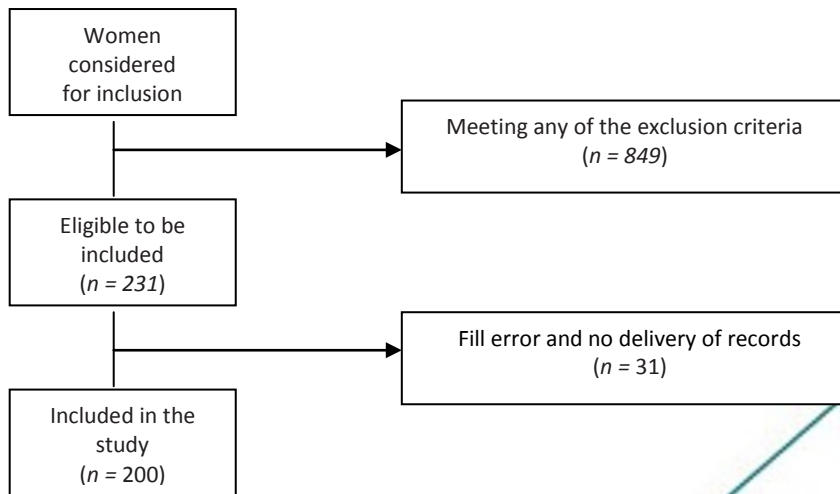 Women
considered
for inclusion
Meeting any of the exclusion criteria
(n = 849)
Eligible to be
included
(n = 231)
Fill error and no delivery of records
(n = 31)
Included in the
study
(n = 200)